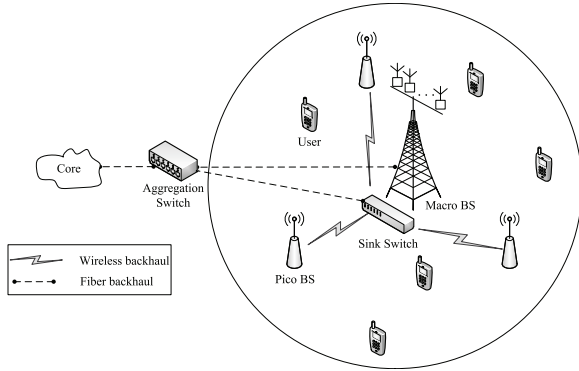 User
Core
Aggregation
Switch
Macro BS
Sink Switch
Pico BS
Wireless backhaul
Fiber backhaul